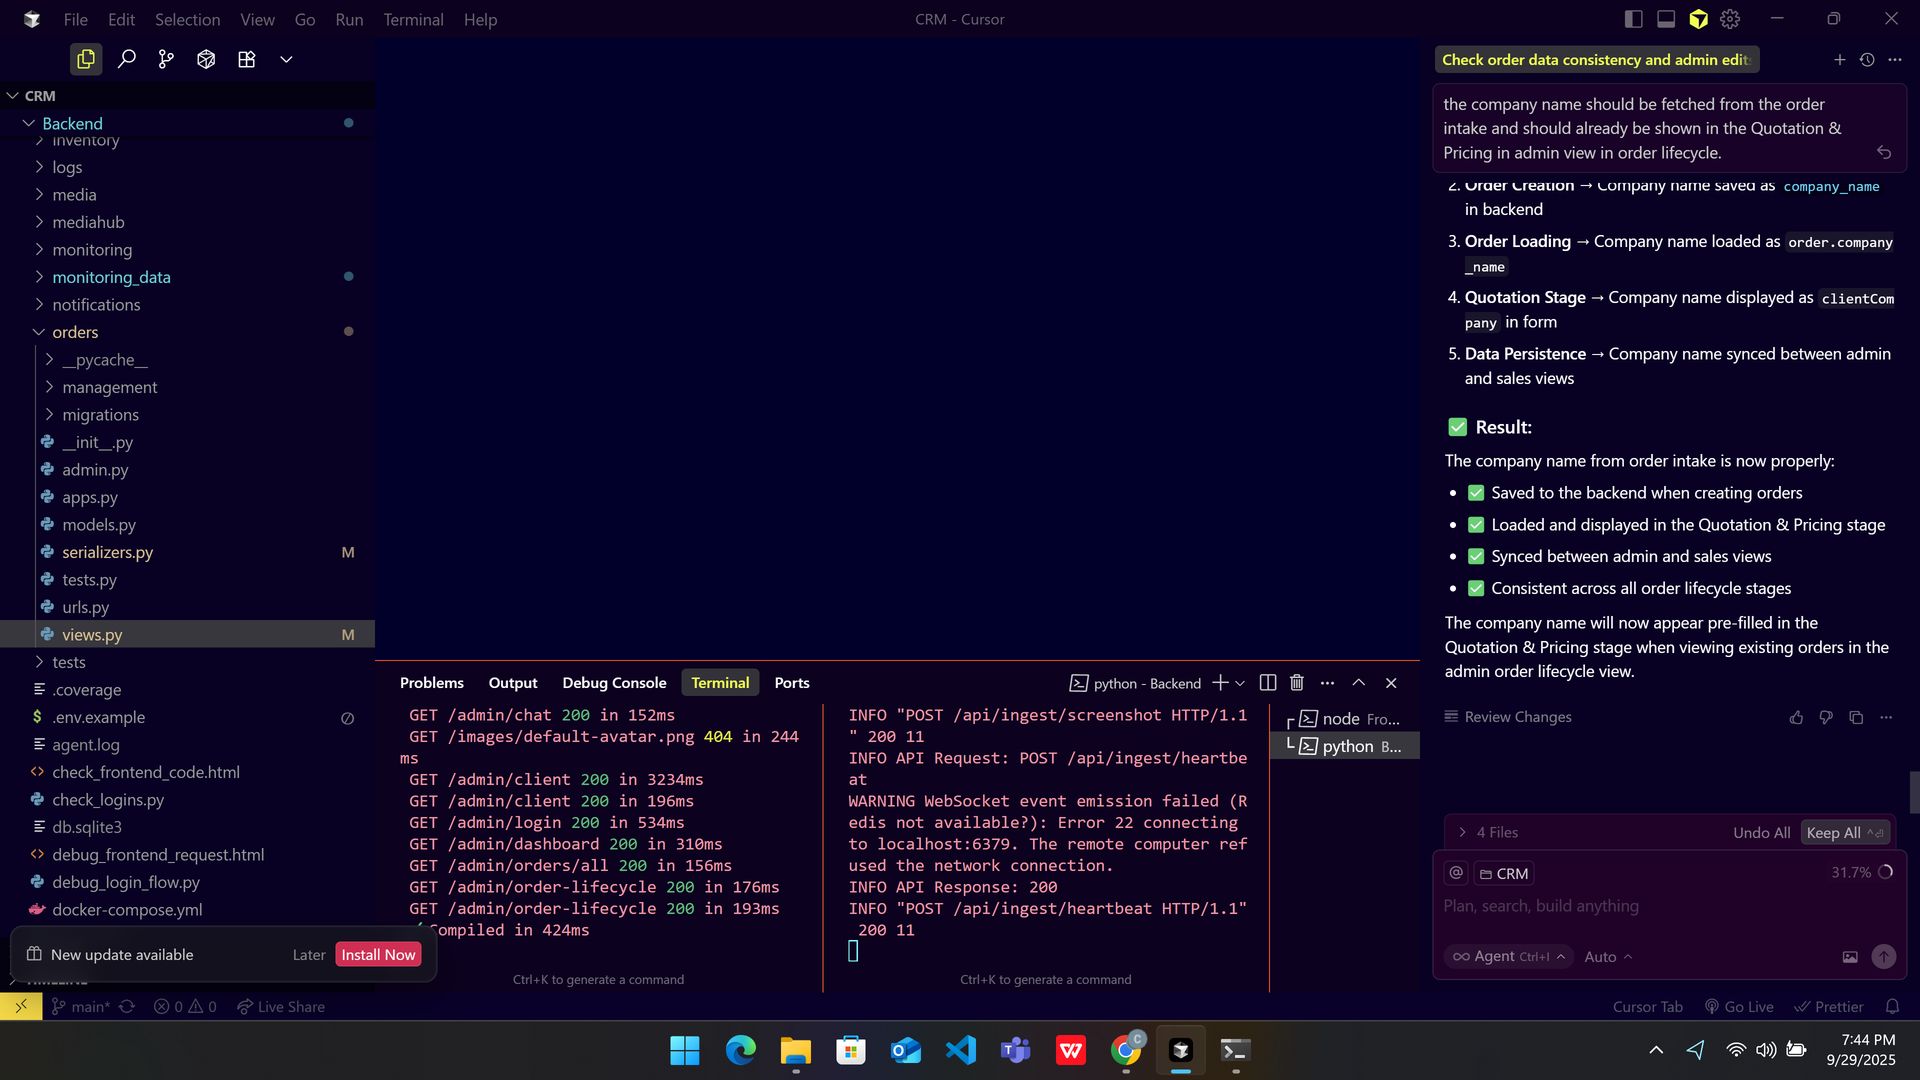 File Edit Selection View Go Run Terminal Help
CRM - Cursor
CRM
Backend
inventory
logs
media
mediahub
monitoring
monitoring_data
notifications
orders
__pycache__
management
migrations
__init__.py
admin.py
apps.py
models.py
serializers.py M
tests.py
urls.py
views.py M
tests
.coverage
.env.example
agent.log
check_frontend_code.html
check_logins.py
db.sqlite3
debug_frontend_request.html
debug_login_flow.py
docker-compose.yml
TIMELINE
New update available Later Install Now
Problems Output Debug Console Terminal Ports
python - Backend
GET /admin/chat 200 in 152ms
GET /images/default-avatar.png 404 in 244
ms
GET /admin/client 200 in 3234ms
GET /admin/client 200 in 196ms
GET /admin/login 200 in 534ms
GET /admin/dashboard 200 in 310ms
GET /admin/orders/all 200 in 156ms
GET /admin/order-lifecycle 200 in 176ms
GET /admin/order-lifecycle 200 in 193ms
✓ Compiled in 424ms
Ctrl+K to generate a command
INFO "POST /api/ingest/screenshot HTTP/1.1
" 200 11
INFO API Request: POST /api/ingest/heartbe
at
WARNING WebSocket event emission failed (R
edis not available?): Error 22 connecting
to localhost:6379. The remote computer ref
used the network connection.
INFO API Response: 200
INFO "POST /api/ingest/heartbeat HTTP/1.1"
200 11
Ctrl+K to generate a command
node Fro...
python B...
Check order data consistency and admin edit
the company name should be fetched from the order
intake and should already be shown in the Quotation &
Pricing in admin view in order lifecycle.
2. Order Creation → Company name saved as company_name
in backend
3. Order Loading → Company name loaded as order.company
_name
4. Quotation Stage → Company name displayed as clientCom
pany in form
5. Data Persistence → Company name synced between admin
and sales views
✅ Result:
The company name from order intake is now properly:
• ✅ Saved to the backend when creating orders
• ✅ Loaded and displayed in the Quotation & Pricing stage
• ✅ Synced between admin and sales views
• ✅ Consistent across all order lifecycle stages
The company name will now appear pre-filled in the
Quotation & Pricing stage when viewing existing orders in the
admin order lifecycle view.
Review Changes
4 Files Undo All Keep All
@ CRM 31.7%
Plan, search, build anything
Agent Ctrl+I Auto
main* 0 0 Live Share
Cursor Tab Go Live Prettier
7:44 PM
9/29/2025